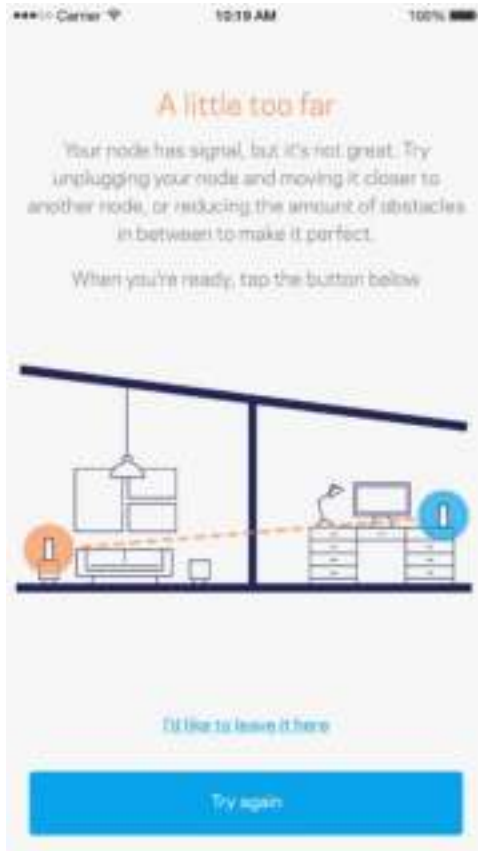 Carrier 10:19 AM 100%
A little too far
Your node has signal, but it's not great. Try
unplugging your node and moving it closer to
another node, or reducing the amount of obstacles
in between to make it perfect.
When you're ready, tap the button below
I'd like to leave it here
Try again